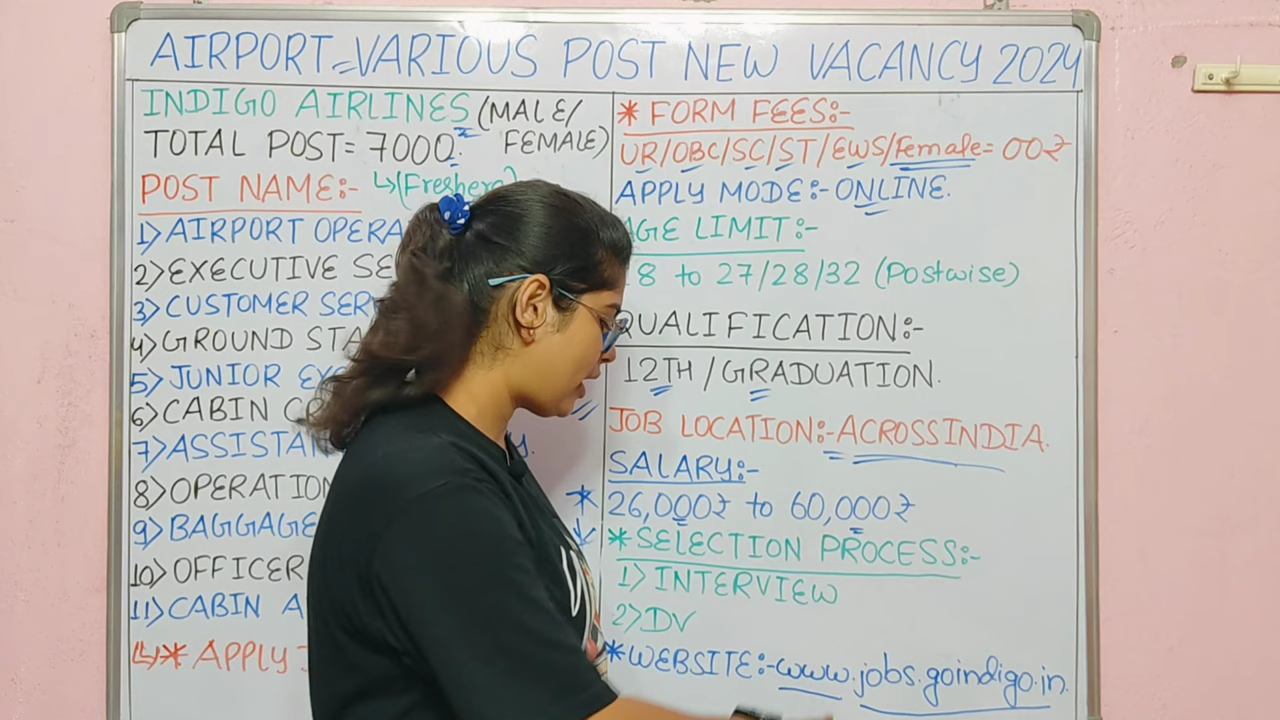 AIRPORT=VARIOUS POST NEW VACANCY 2024
INDIGO AIRLINES (MALE/
TOTAL POST= 7000. FEMALE)
POST NAME:- ↳(Freshers)
1) AIRPORT OPERA
2) EXECUTIVE SE
3) CUSTOMER SER
4) GROUND STA
5) JUNIOR EXE
6) CABIN CR
7) ASSISTAN
8) OPERATION
9) BAGGAGE
10) OFFICER
11) CABIN A
↳* APPLY
* FORM FEES:-
UR/OBC/SC/ST/EWS/Female= 00₹
APPLY MODE:- ONLINE.
AGE LIMIT:-
8 to 27/28/32 (Postwise)
QUALIFICATION:-
12TH / GRADUATION.
JOB LOCATION:- ACROSS INDIA.
SALARY:-
* 26,000₹ to 60,000₹
* SELECTION PROCESS:-
1) INTERVIEW
2) DV
* WEBSITE:- www.jobs.goindigo.in.